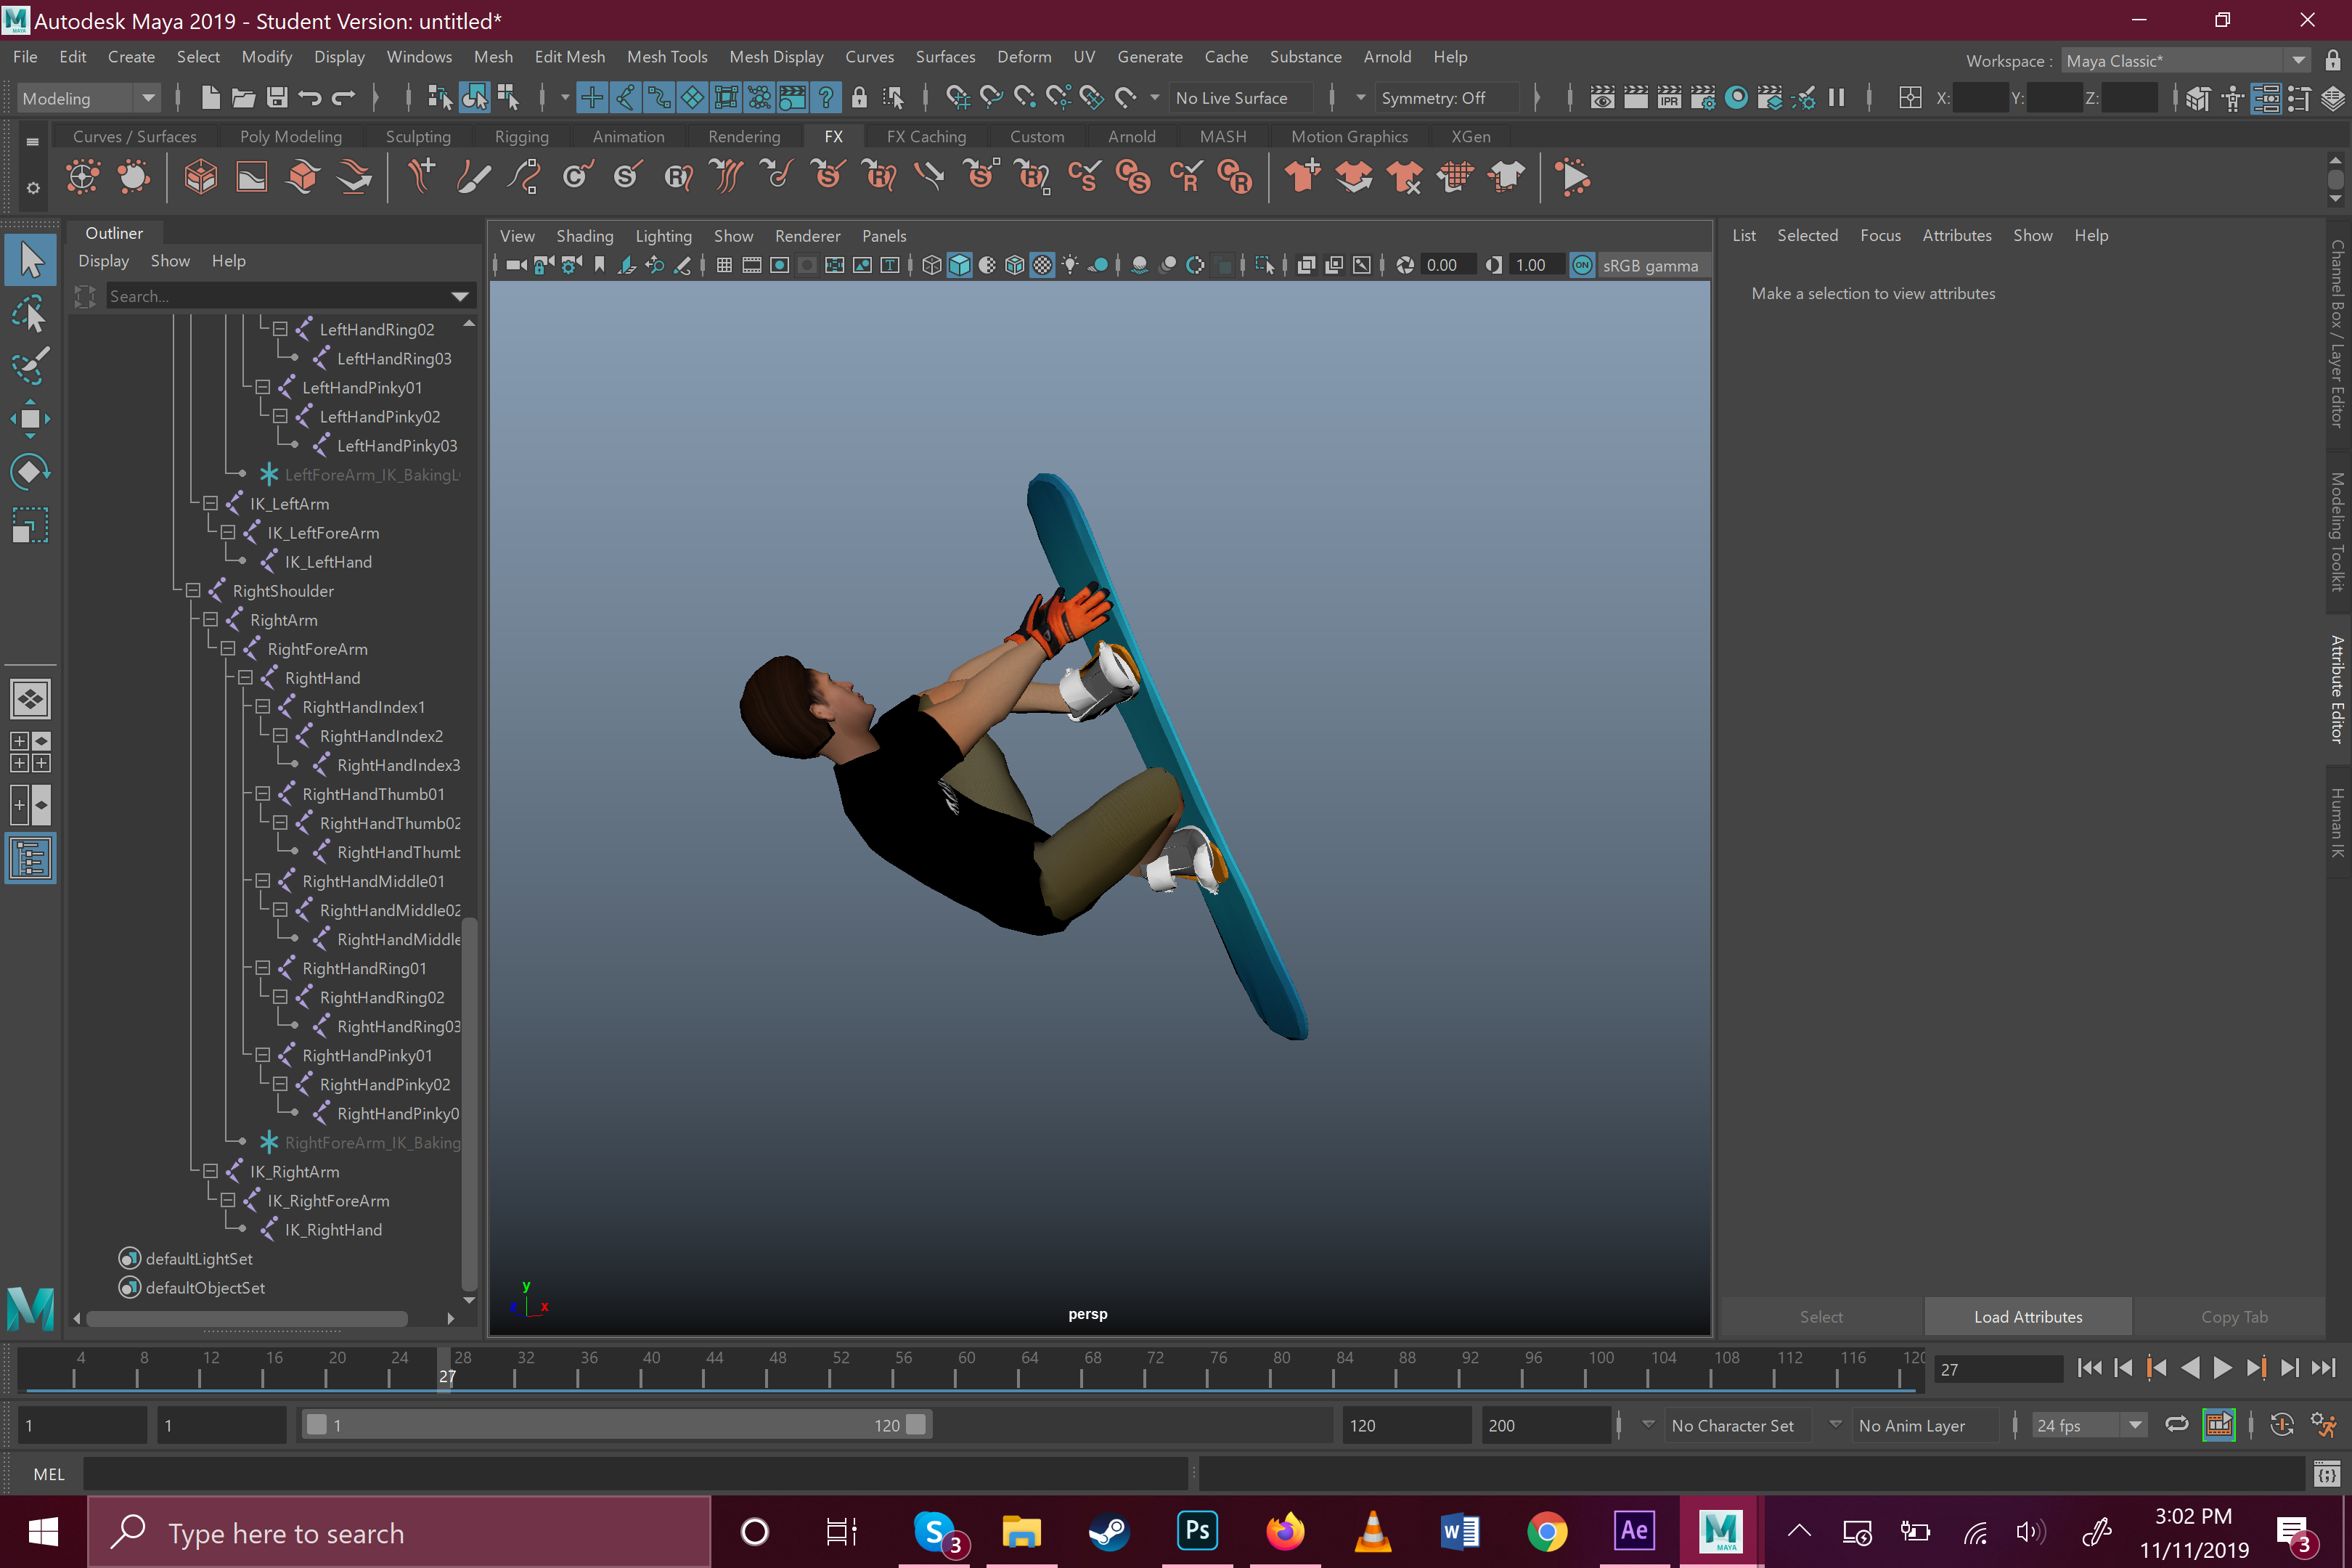 Autodesk Maya 2019 - Student Version: untitled*
File Edit Create Select Modify Display Windows Mesh Edit Mesh Mesh Tools Mesh Display Curves Surfaces Deform UV Generate Cache Substance Arnold Help
Workspace : Maya Classic*
Modeling No Live Surface Symmetry: Off IPR X: Y: Z:
Curves / Surfaces Poly Modeling Sculpting Rigging Animation Rendering FX FX Caching Custom Arnold MASH Motion Graphics XGen
Outliner
Display Show Help
Search...
LeftHandRing02
LeftHandRing03
LeftHandPinky01
LeftHandPinky02
LeftHandPinky03
LeftForeArm_IK_BakingL
IK_LeftArm
IK_LeftForeArm
IK_LeftHand
RightShoulder
RightArm
RightForeArm
RightHand
RightHandIndex1
RightHandIndex2
RightHandIndex3
RightHandThumb01
RightHandThumb02
RightHandThumb
RightHandMiddle01
RightHandMiddle02
RightHandMiddle
RightHandRing01
RightHandRing02
RightHandRing03
RightHandPinky01
RightHandPinky02
RightHandPinky0
RightForeArm_IK_Baking
IK_RightArm
IK_RightForeArm
IK_RightHand
defaultLightSet
defaultObjectSet
View Shading Lighting Show Renderer Panels
0.00 1.00 ON sRGB gamma
y
z x
persp
List Selected Focus Attributes Show Help
Make a selection to view attributes
Channel Box / Layer Editor
Modeling Toolkit
Attribute Editor
Human IK
Select Load Attributes Copy Tab
4 8 12 16 20 24 28 32 36 40 44 48 52 56 60 64 68 72 76 80 84 88 92 96 100 104 108 112 116 120
27
27
1 1 1 120 120 200 No Character Set No Anim Layer 24 fps
MEL
Type here to search
S 3 Ps W Ae M MAYA
3:02 PM
11/11/2019
3